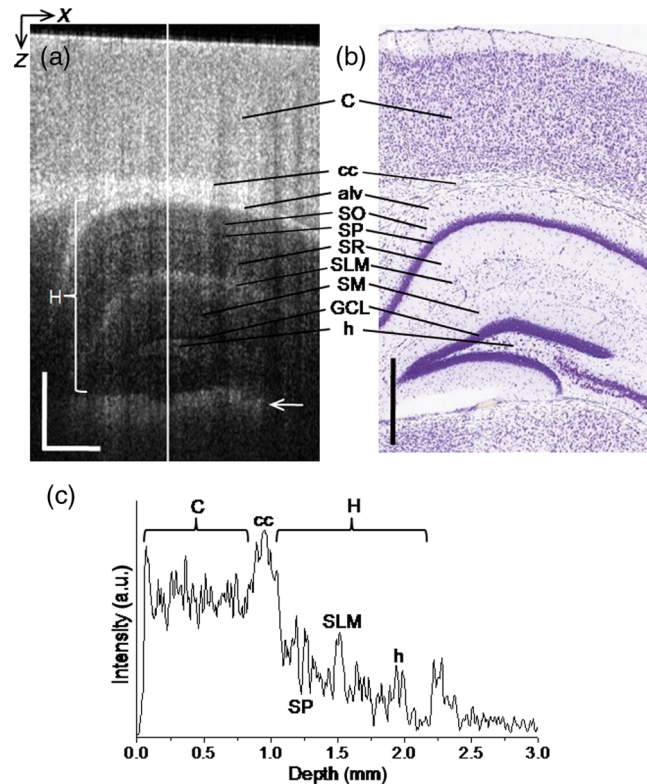 x
z
(a)
(b)
C
cc
alv
SO
SP
SR
SLM
SM
GCL
h
H
(c)
C
cc
H
SLM
h
SP
Intensity (a.u.)
0.0 0.5 1.0 1.5 2.0 2.5 3.0
Depth (mm)